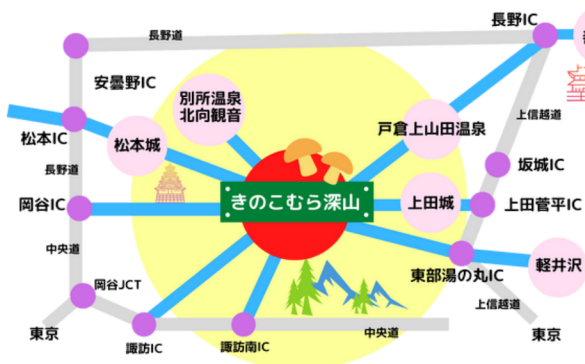 長野IC
長野道
安曇野IC
別所温泉
北向観音
戸倉上山田温泉
上信越道
松本IC
松本城
坂城IC
長野道
きのこむら深山
上田城
上田菅平IC
岡谷IC
中央道
東部湯の丸IC
軽井沢
岡谷JCT
上信越道
東京
諏訪IC
諏訪南IC
中央道
東京